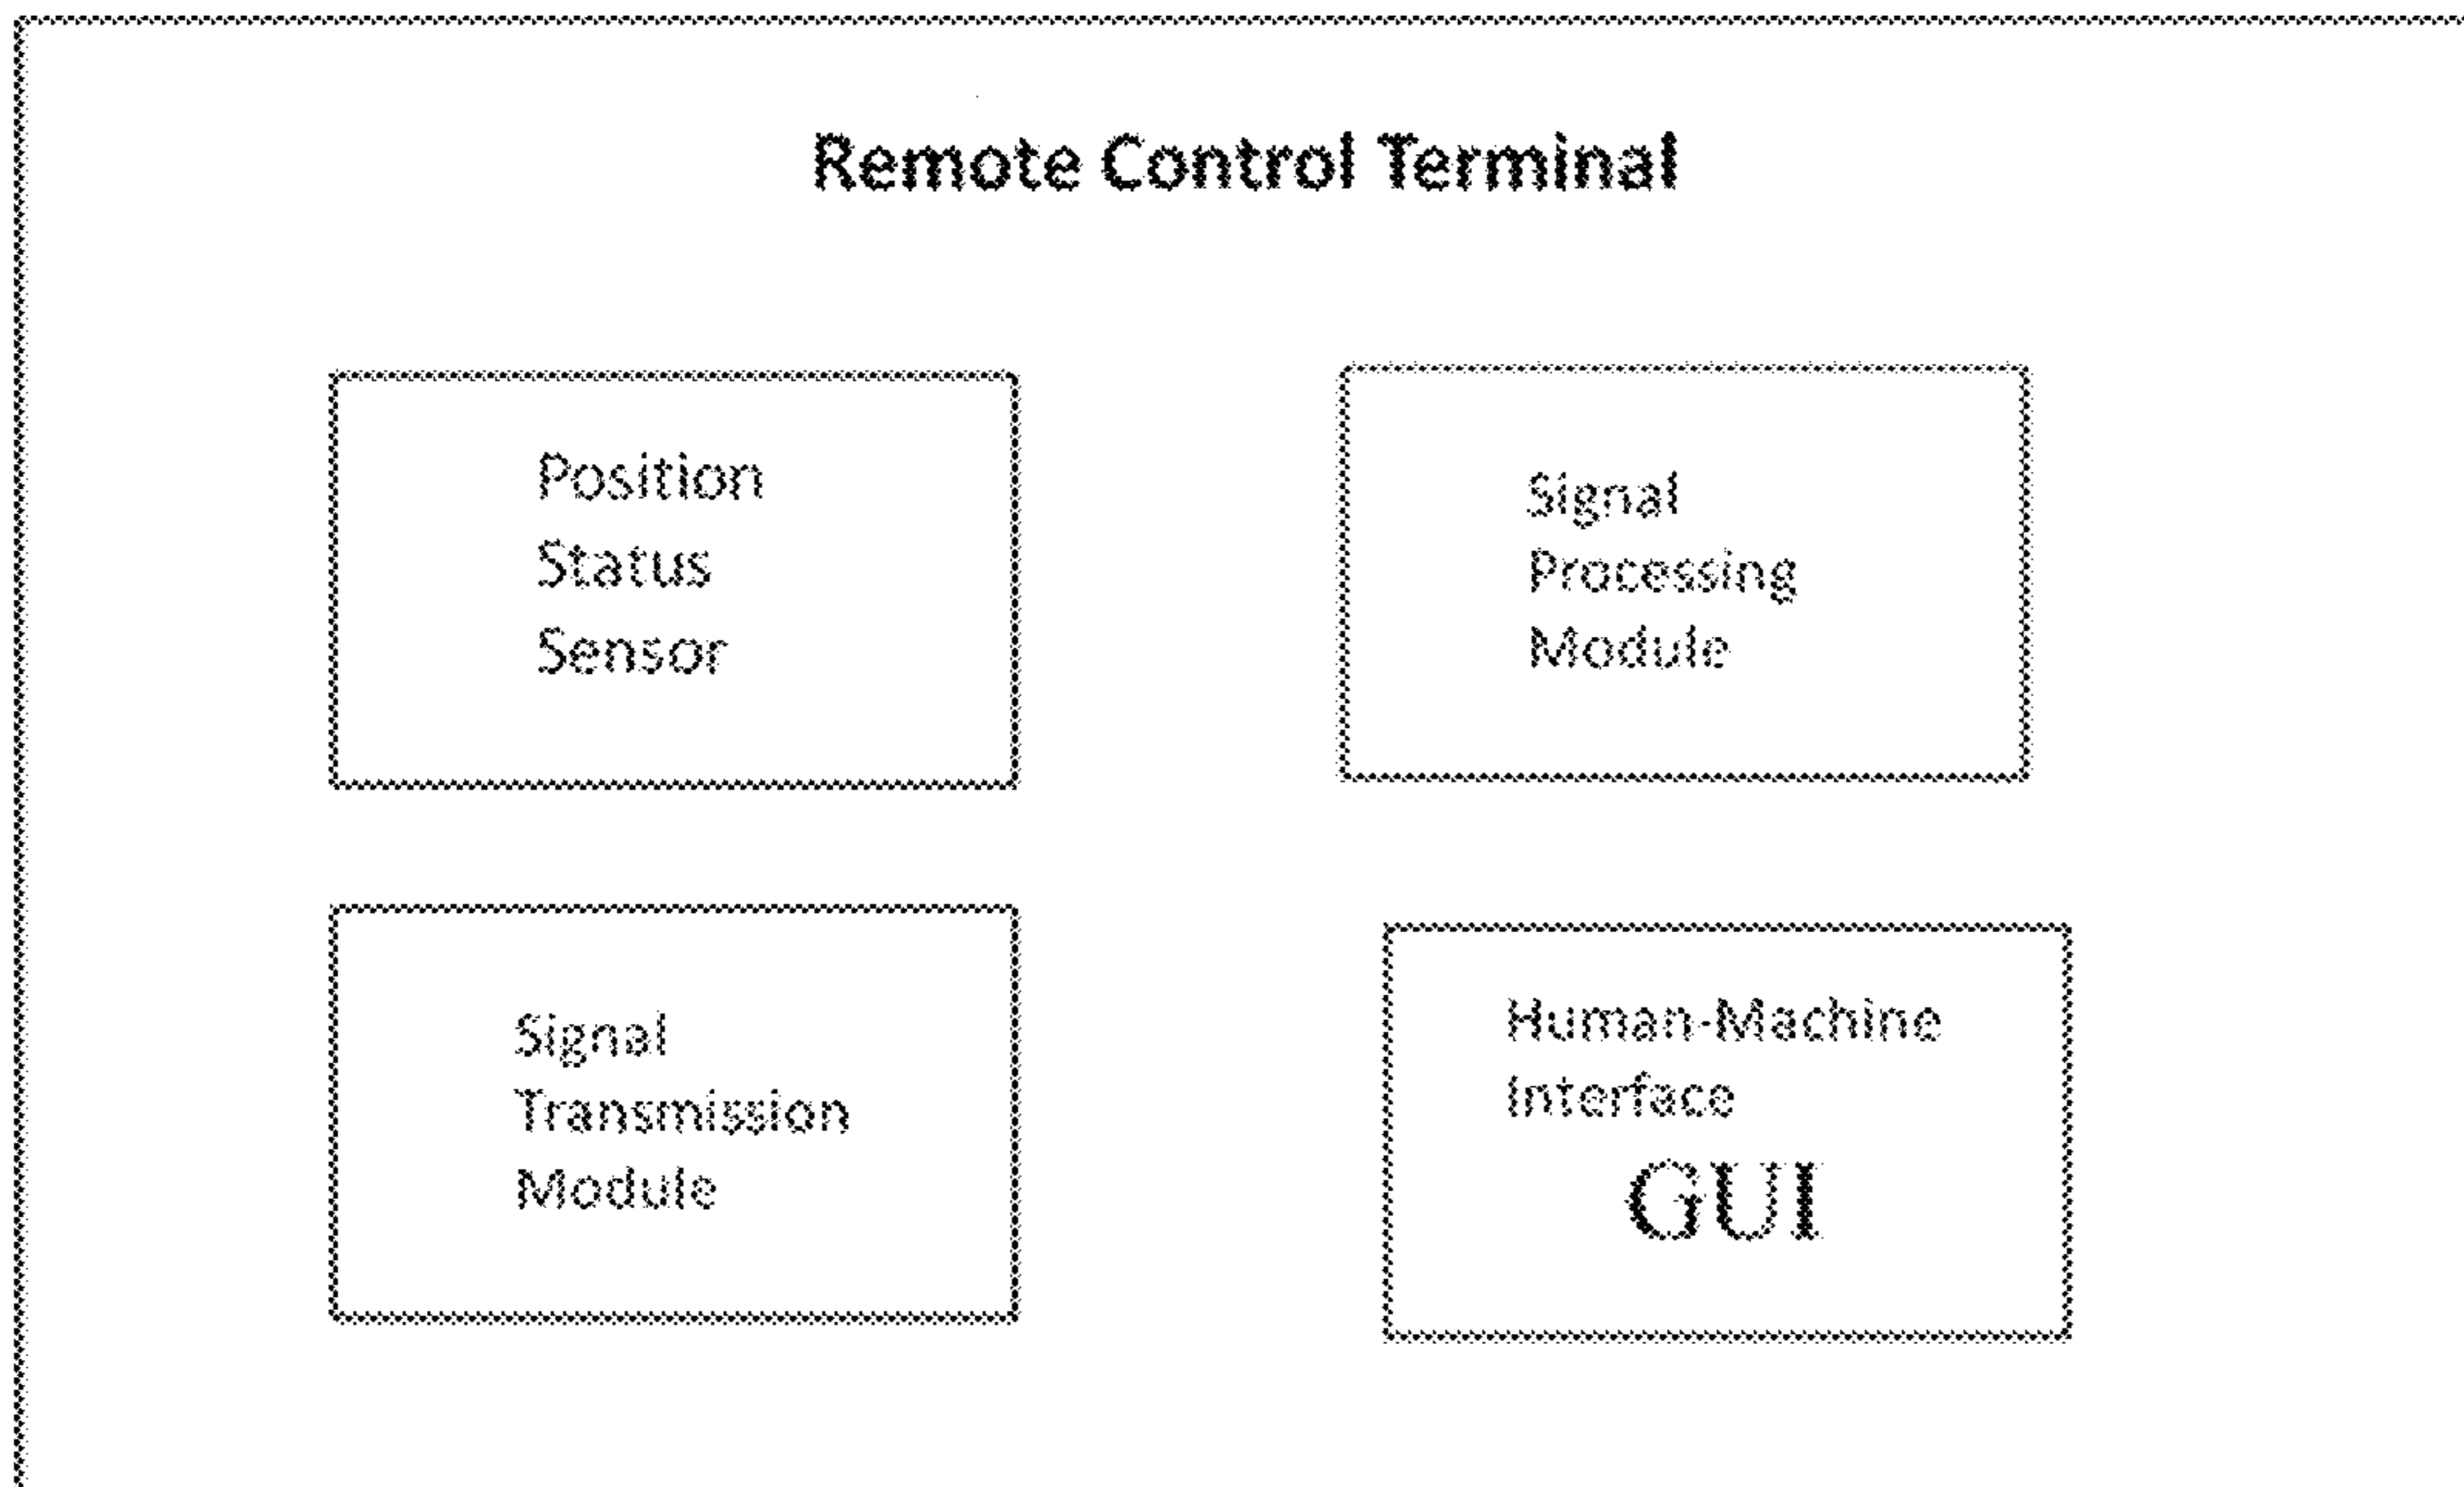 Remote Control Terminal
Position
Status
Sensor
Signal
Processing
Module
Signal
Transmission
Module
Human-Machine
Interface
GUI